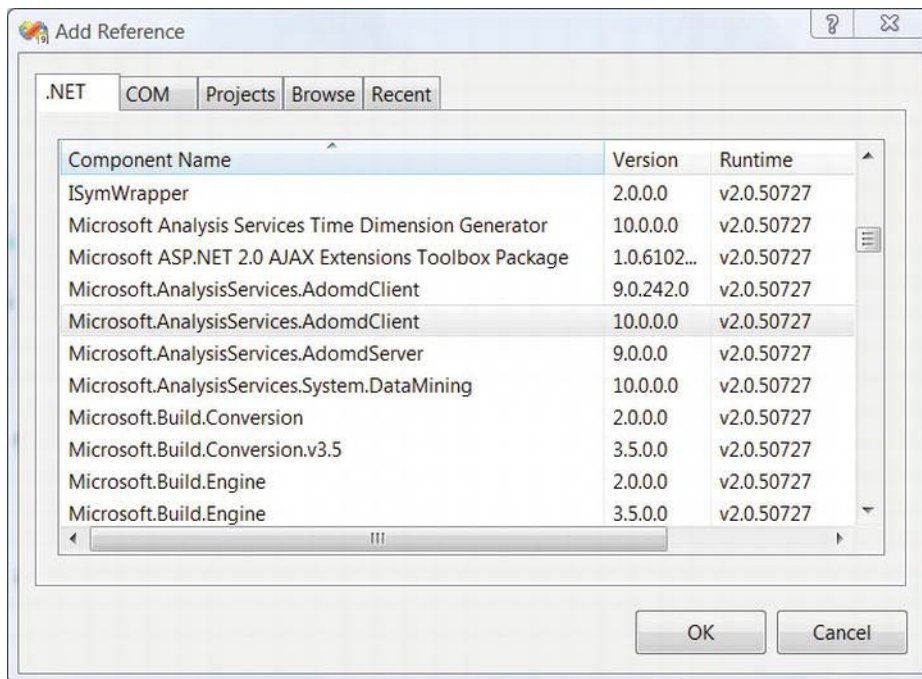 Add Reference
.NET COM Projects Browse Recent
Component Name Version Runtime
ISymWrapper 2.0.0.0 v2.0.50727
Microsoft Analysis Services Time Dimension Generator 10.0.0.0 v2.0.50727
Microsoft ASP.NET 2.0 AJAX Extensions Toolbox Package 1.0.6102... v2.0.50727
Microsoft.AnalysisServices.AdomdClient 9.0.242.0 v2.0.50727
Microsoft.AnalysisServices.AdomdClient 10.0.0.0 v2.0.50727
Microsoft.AnalysisServices.AdomdServer 9.0.0.0 v2.0.50727
Microsoft.AnalysisServices.System.DataMining 10.0.0.0 v2.0.50727
Microsoft.Build.Conversion 2.0.0.0 v2.0.50727
Microsoft.Build.Conversion.v3.5 3.5.0.0 v2.0.50727
Microsoft.Build.Engine 2.0.0.0 v2.0.50727
Microsoft.Build.Engine 3.5.0.0 v2.0.50727
OK Cancel